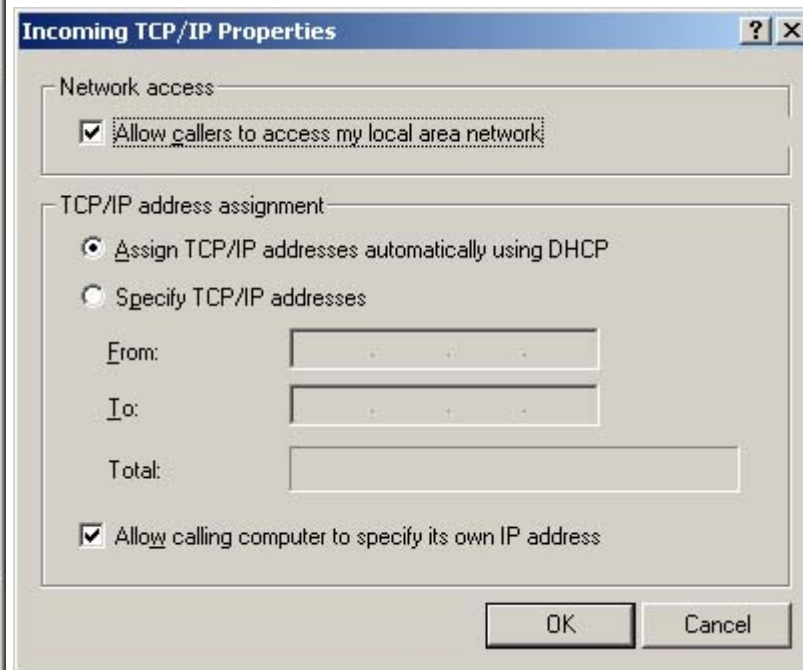 Incoming TCP/IP Properties
Network access
Allow callers to access my local area network
TCP/IP address assignment
Assign TCP/IP addresses automatically using DHCP
Specify TCP/IP addresses
From:
To:
Total:
Allow calling computer to specify its own IP address
OK Cancel